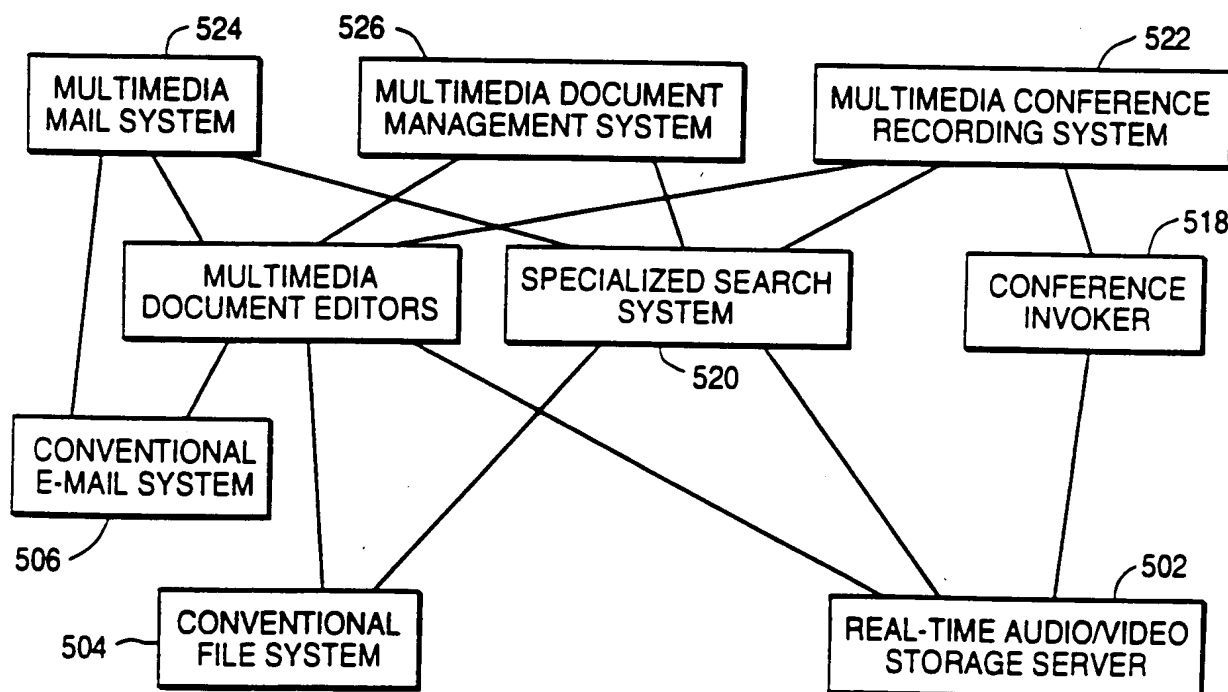 524
526
522
MULTIMEDIA
MAIL SYSTEM
MULTIMEDIA DOCUMENT
MANAGEMENT SYSTEM
MULTIMEDIA CONFERENCE
RECORDING SYSTEM
518
MULTIMEDIA
DOCUMENT EDITORS
SPECIALIZED SEARCH
SYSTEM
CONFERENCE
INVOKER
520
CONVENTIONAL
E-MAIL SYSTEM
506
502
504
CONVENTIONAL
FILE SYSTEM
REAL-TIME AUDIO/VIDEO
STORAGE SERVER